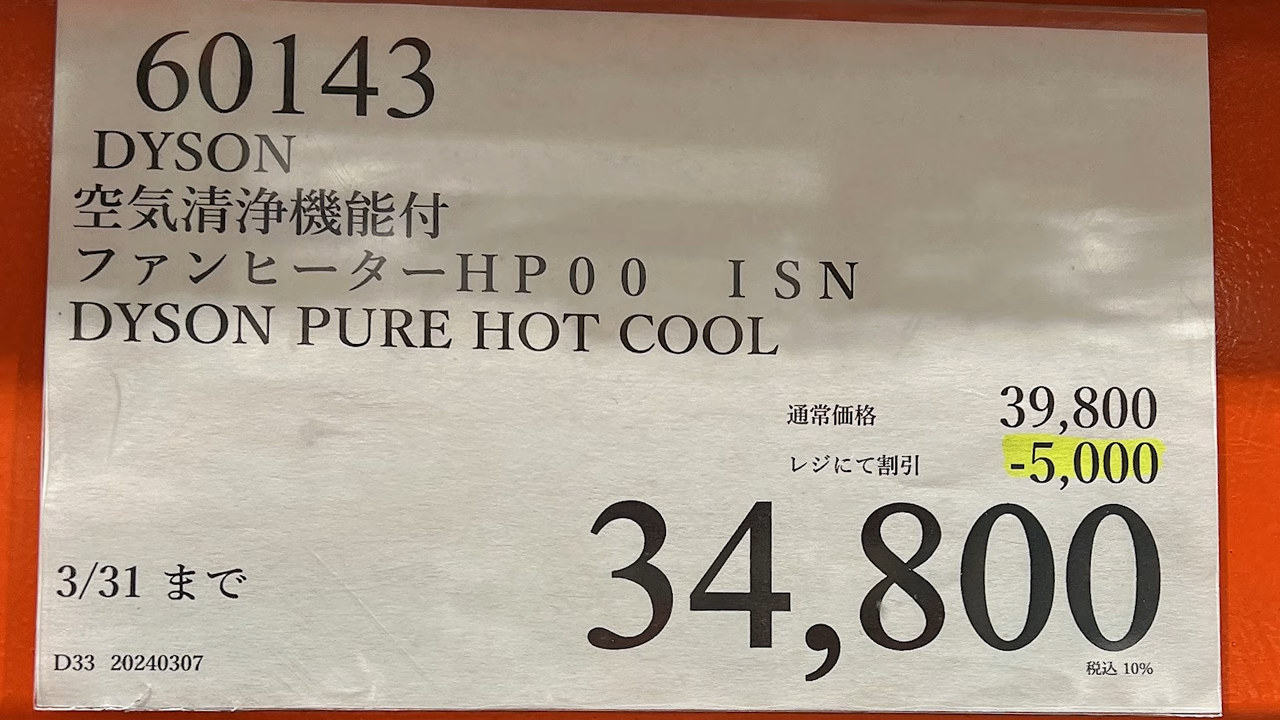 60143
DYSON
空気清浄機能付
ファンヒーターHP00　ISN
DYSON PURE HOT COOL
通常価格 39,800
レジにて割引 -5,000
34,800
3/31 まで
税込 10%
D33 20240307